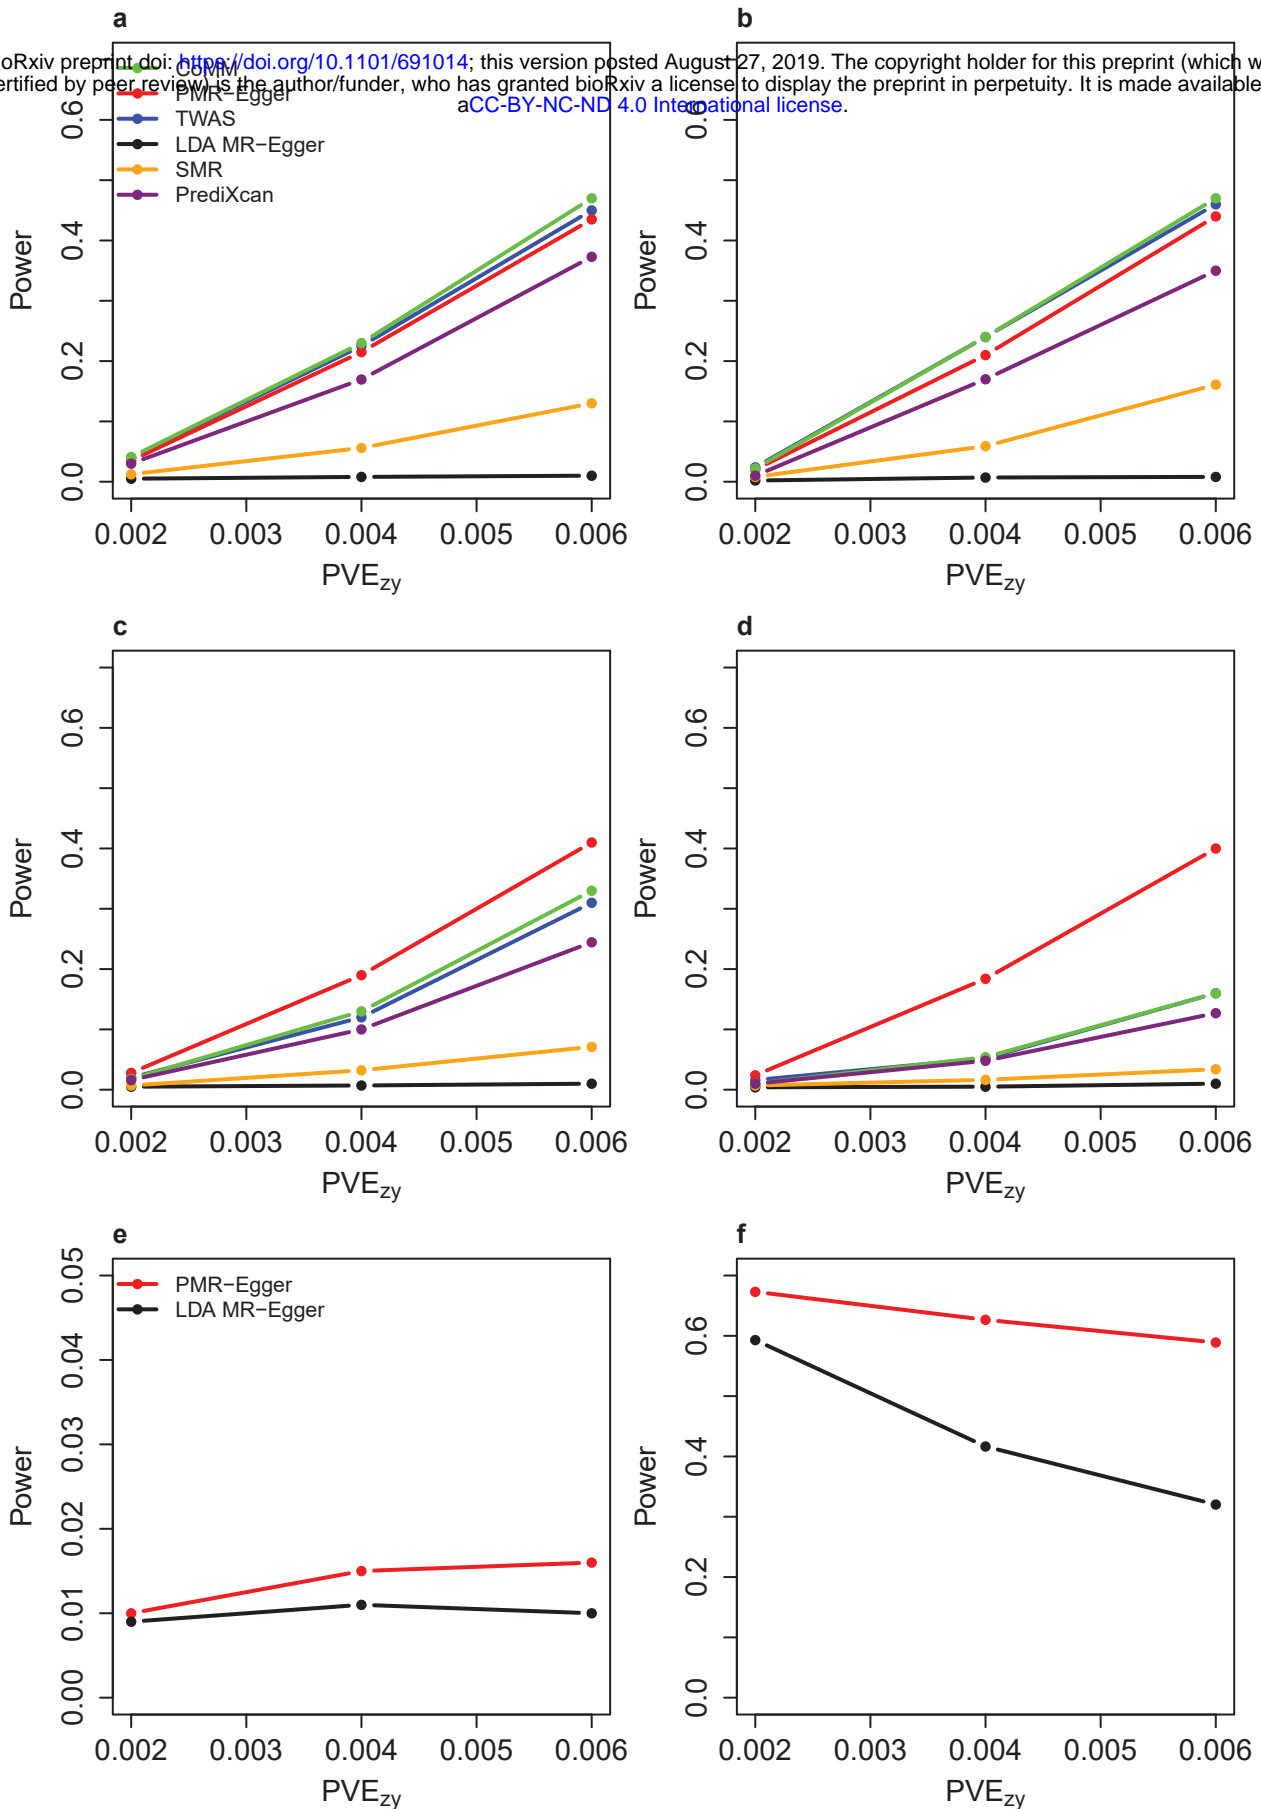 a
b
oRxiv preprint doi: https://doi.org/10.1101/691014; this version posted August 27, 2019. The copyright holder for this preprint (which w
ertified by peer review) is the author/funder, who has granted bioRxiv a license to display the preprint in perpetuity. It is made available
aCC-BY-NC-ND 4.0 International license.
CoMM
PMR−Egger
TWAS
LDA MR−Egger
SMR
PrediXcan
Power
0.0
0.2
0.4
0.6
0.002 0.003 0.004 0.005 0.006
PVEzy
Power
0.0
0.2
0.4
0.6
0.002 0.003 0.004 0.005 0.006
PVEzy
c
Power
0.0
0.2
0.4
0.6
0.002 0.003 0.004 0.005 0.006
PVEzy
d
Power
0.0
0.2
0.4
0.6
0.002 0.003 0.004 0.005 0.006
PVEzy
e
PMR−Egger
LDA MR−Egger
Power
0.00
0.01
0.02
0.03
0.04
0.05
0.002 0.003 0.004 0.005 0.006
PVEzy
f
Power
0.0
0.2
0.4
0.6
0.002 0.003 0.004 0.005 0.006
PVEzy